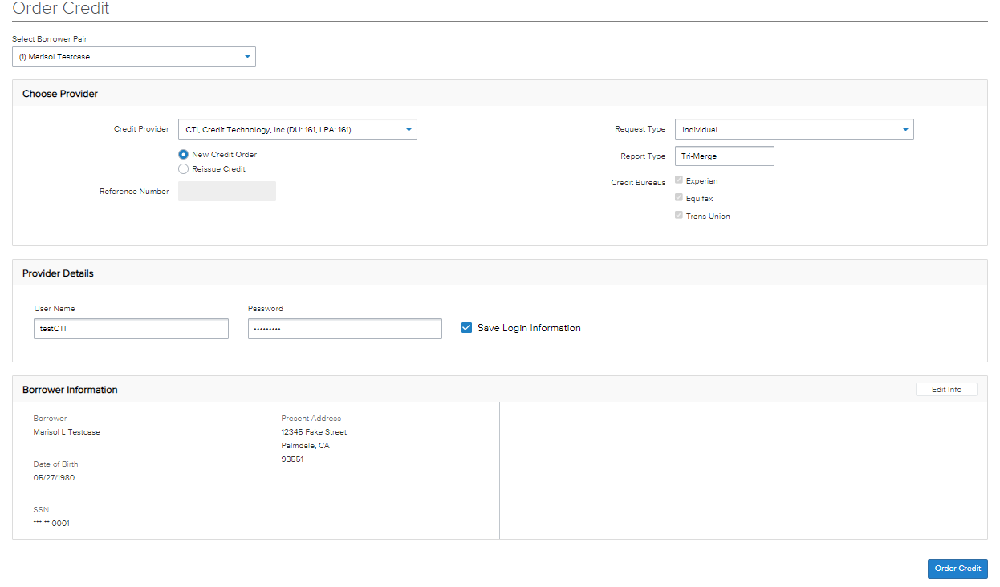 Order Credit
Select Borrower Pair
(1) Marisol Testcase
Choose Provider
Credit Provider
CTI, Credit Technology, Inc (DU: 161, LPA: 161)
New Credit Order
Reissue Credit
Reference Number
Request Type
Individual
Report Type
Tri-Merge
Credit Bureaus
Experian
Equifax
Trans Union
Provider Details
User Name
testCTI
Password
•••••••••
Save Login Information
Borrower Information
Edit Info
Borrower
Marisol L Testcase
Date of Birth
05/27/1980
SSN
*** ** 0001
Present Address
12345 Fake Street
Palmdale, CA
93551
Order Credit